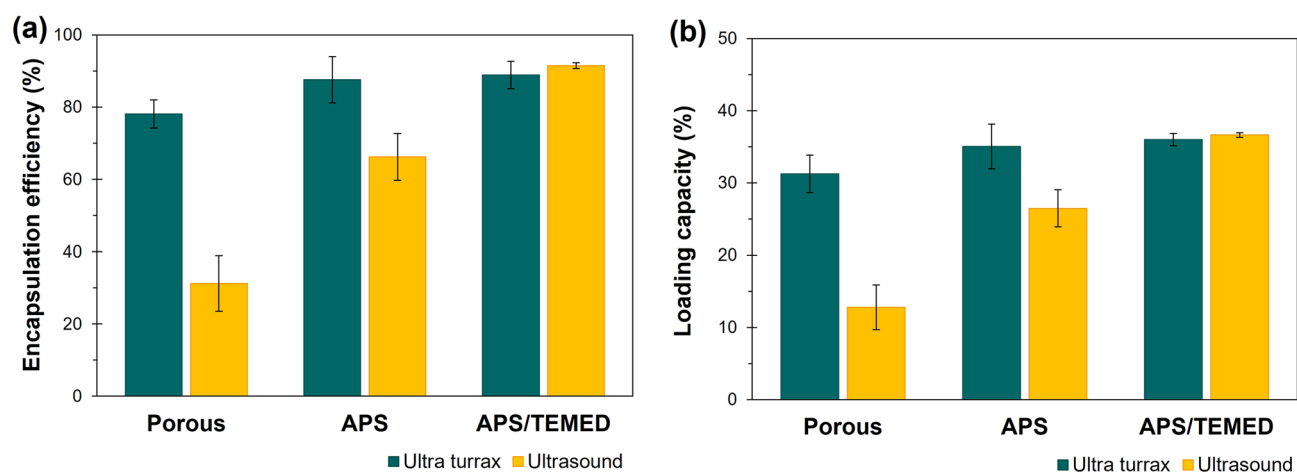 (a)
Encapsulation efficiency (%)
100
80
60
40
20
0
Porous APS APS/TEMED
Ultra turrax Ultrasound
(b)
Loading capacity (%)
50
40
30
20
10
0
Porous APS APS/TEMED
Ultra turrax Ultrasound